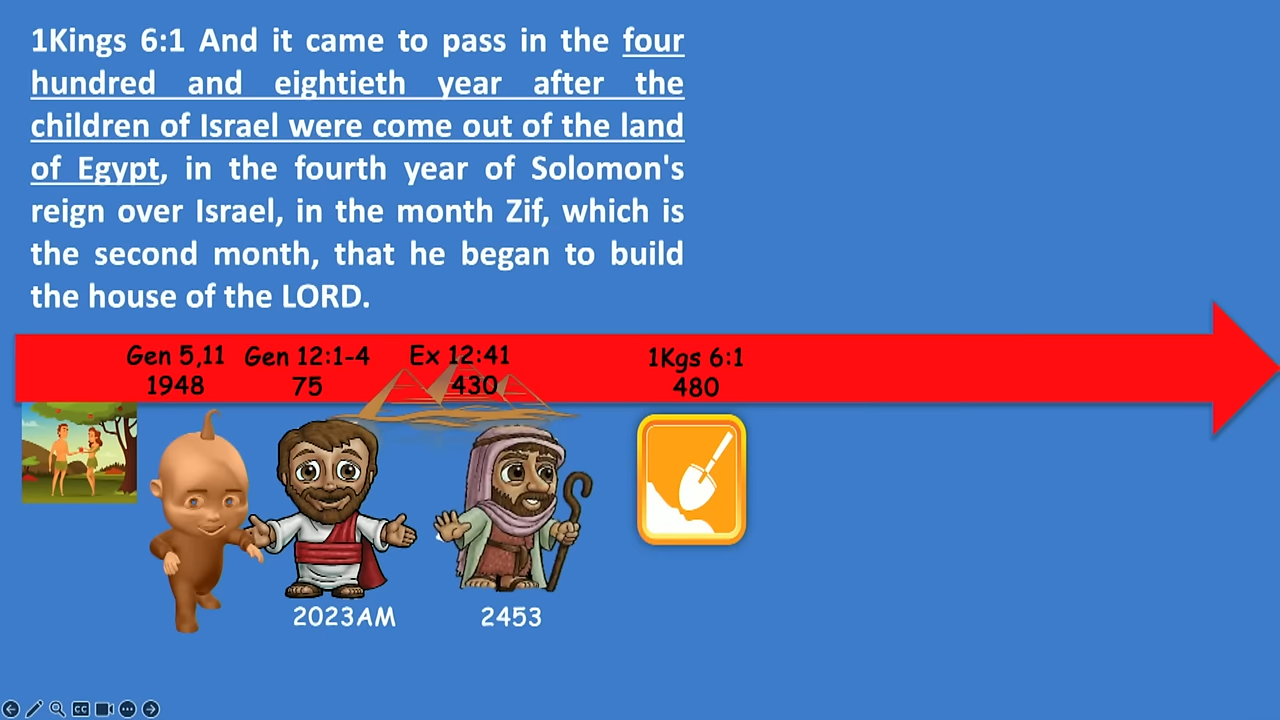 1Kings 6:1 And it came to pass in the four
hundred and eightieth year after the
children of Israel were come out of the land
of Egypt, in the fourth year of Solomon's
reign over Israel, in the month Zif, which is
the second month, that he began to build
the house of the LORD.
Gen 5,11 Gen 12:1-4 Ex 12:41 1Kgs 6:1
1948 75 430 480
2023AM 2453
CC